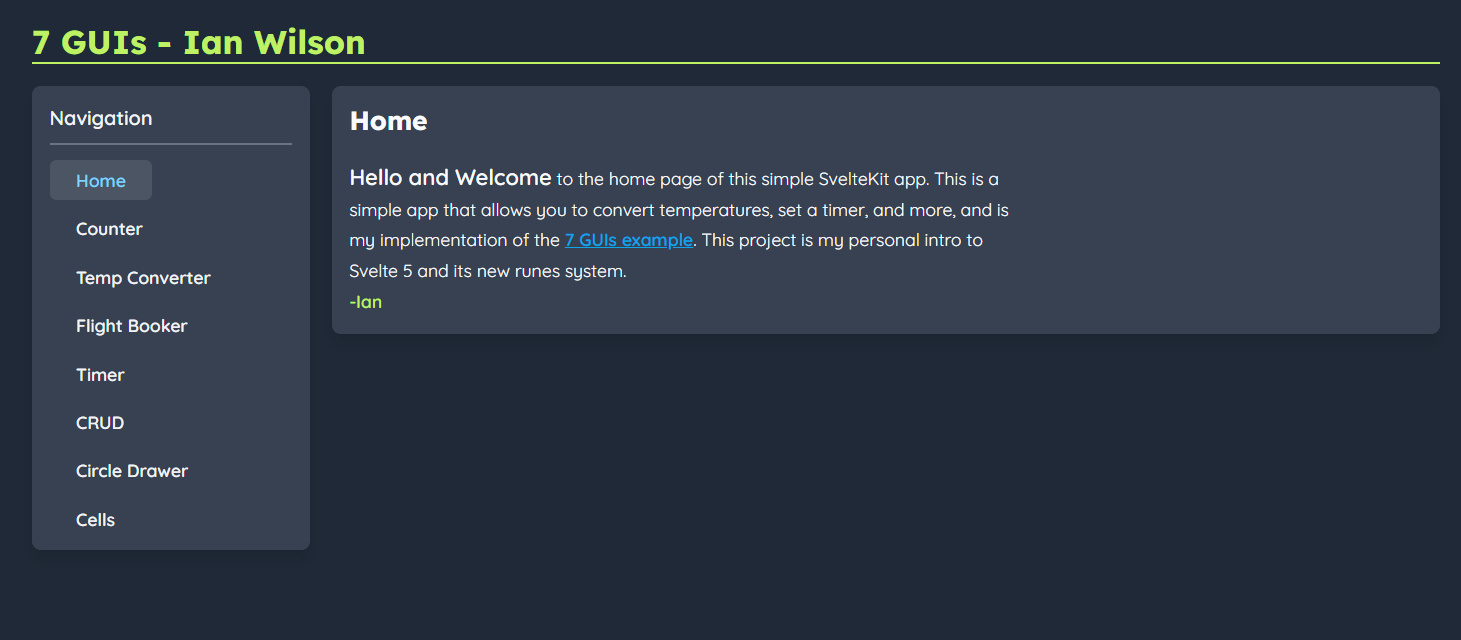 7 GUIs - Ian Wilson
Navigation
Home
Counter
Temp Converter
Flight Booker
Timer
CRUD
Circle Drawer
Cells
Home
Hello and Welcome to the home page of this simple SvelteKit app. This is a
simple app that allows you to convert temperatures, set a timer, and more, and is
my implementation of the 7 GUIs example. This project is my personal intro to
Svelte 5 and its new runes system.
-Ian